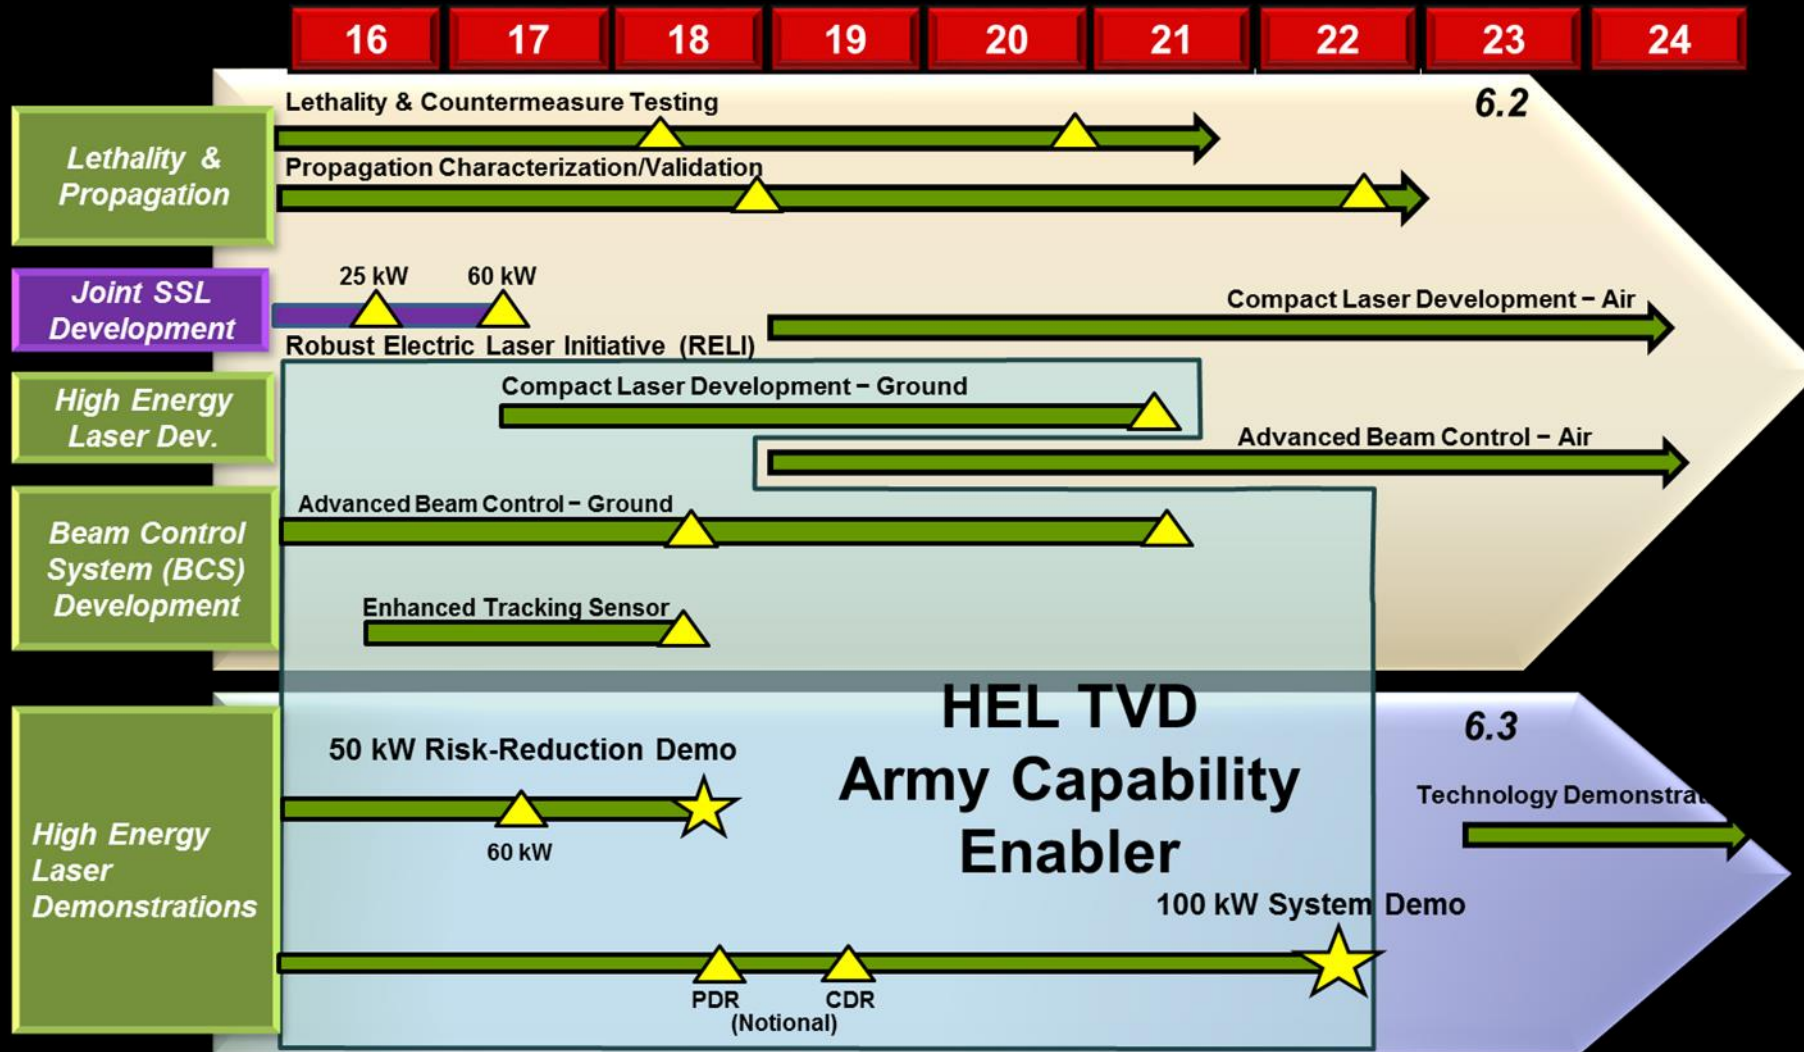 16 17 18 19 20 21 22 23 24
6.2
Lethality &
Propagation
Lethality & Countermeasure Testing
Propagation Characterization/Validation
Joint SSL
Development
25 kW 60 kW
Robust Electric Laser Initiative (RELI)
Compact Laser Development – Air
High Energy
Laser Dev.
Compact Laser Development – Ground
Advanced Beam Control – Air
Beam Control
System (BCS)
Development
Advanced Beam Control – Ground
Enhanced Tracking Sensor
HEL TVD
Army Capability
Enabler
6.3
High Energy
Laser
Demonstrations
50 kW Risk-Reduction Demo
60 kW
Technology
100 kW System Demo
PDR CDR
(Notional)